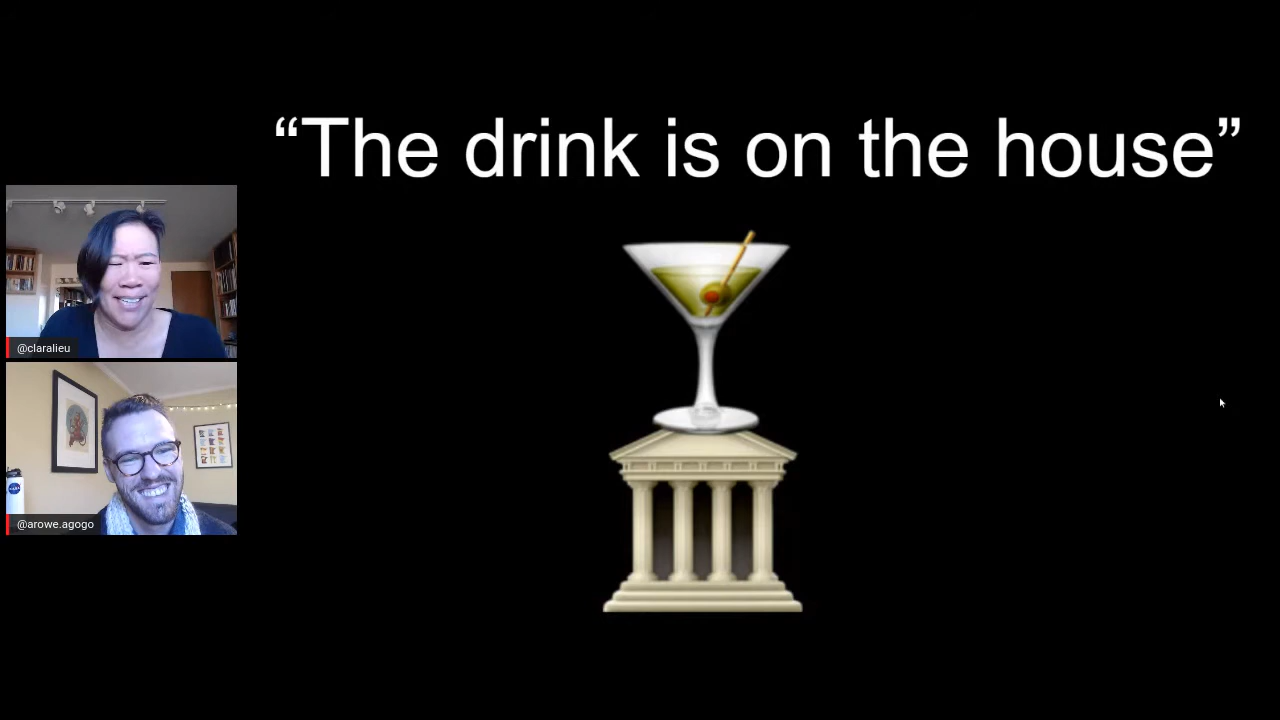 “The drink is on the house”
@claralieu
@arowe.agogo